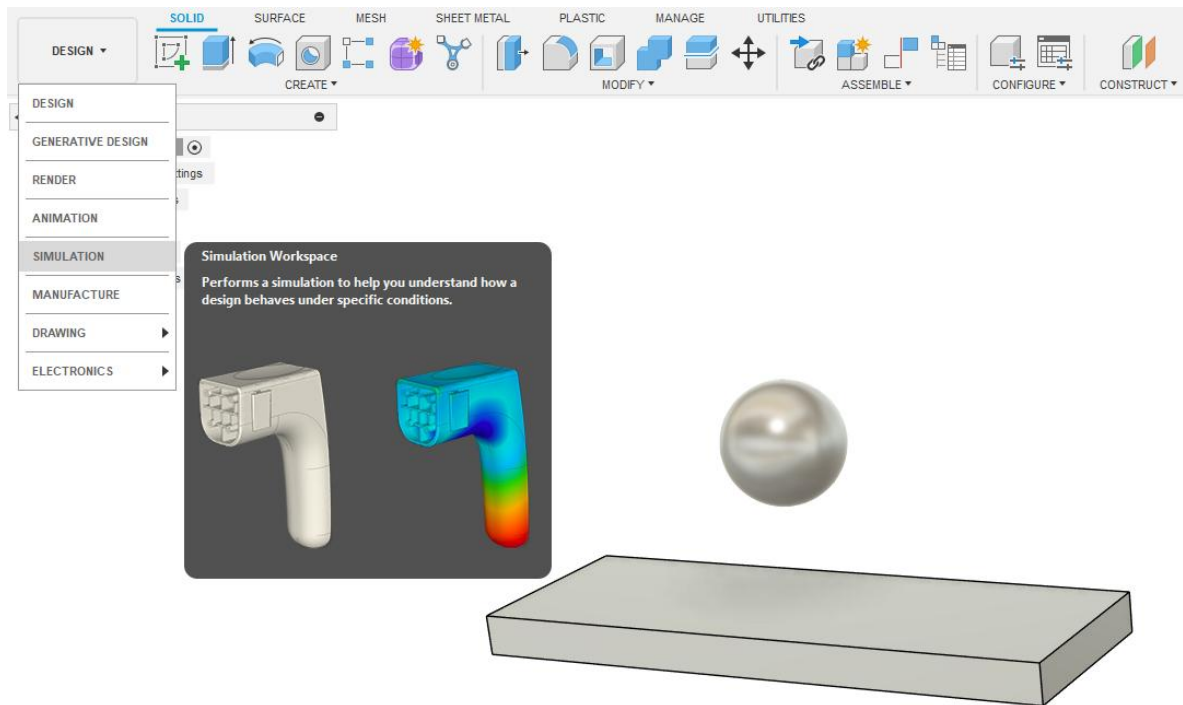 SOLID SURFACE MESH SHEET METAL PLASTIC MANAGE UTILITIES
DESIGN
CREATE MODIFY ASSEMBLE CONFIGURE CONSTRUCT
DESIGN
GENERATIVE DESIGN
RENDER
ANIMATION
SIMULATION
MANUFACTURE
DRAWING
ELECTRONICS
Simulation Workspace
Performs a simulation to help you understand how a
design behaves under specific conditions.